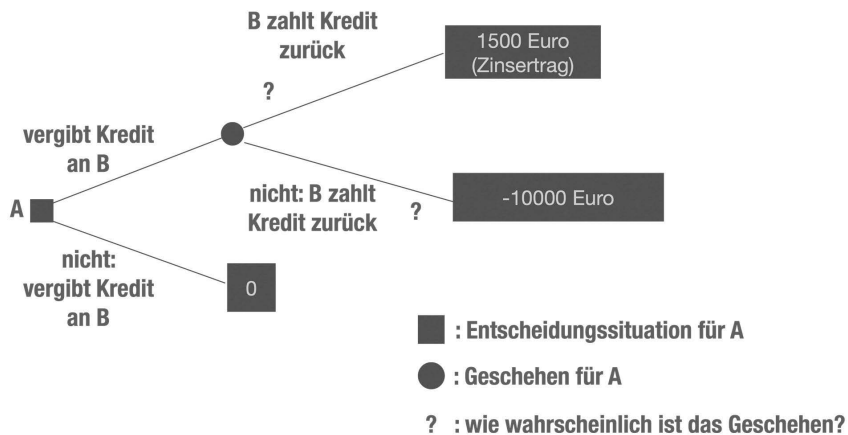 B zahlt Kredit
zurück
1500 Euro
(Zinsertrag)
?
vergibt Kredit
an B
nicht: B zahlt
Kredit zurück
?
-10000 Euro
A
nicht:
vergibt Kredit
an B
0
: Entscheidungssituation für A
: Geschehen für A
? : wie wahrscheinlich ist das Geschehen?